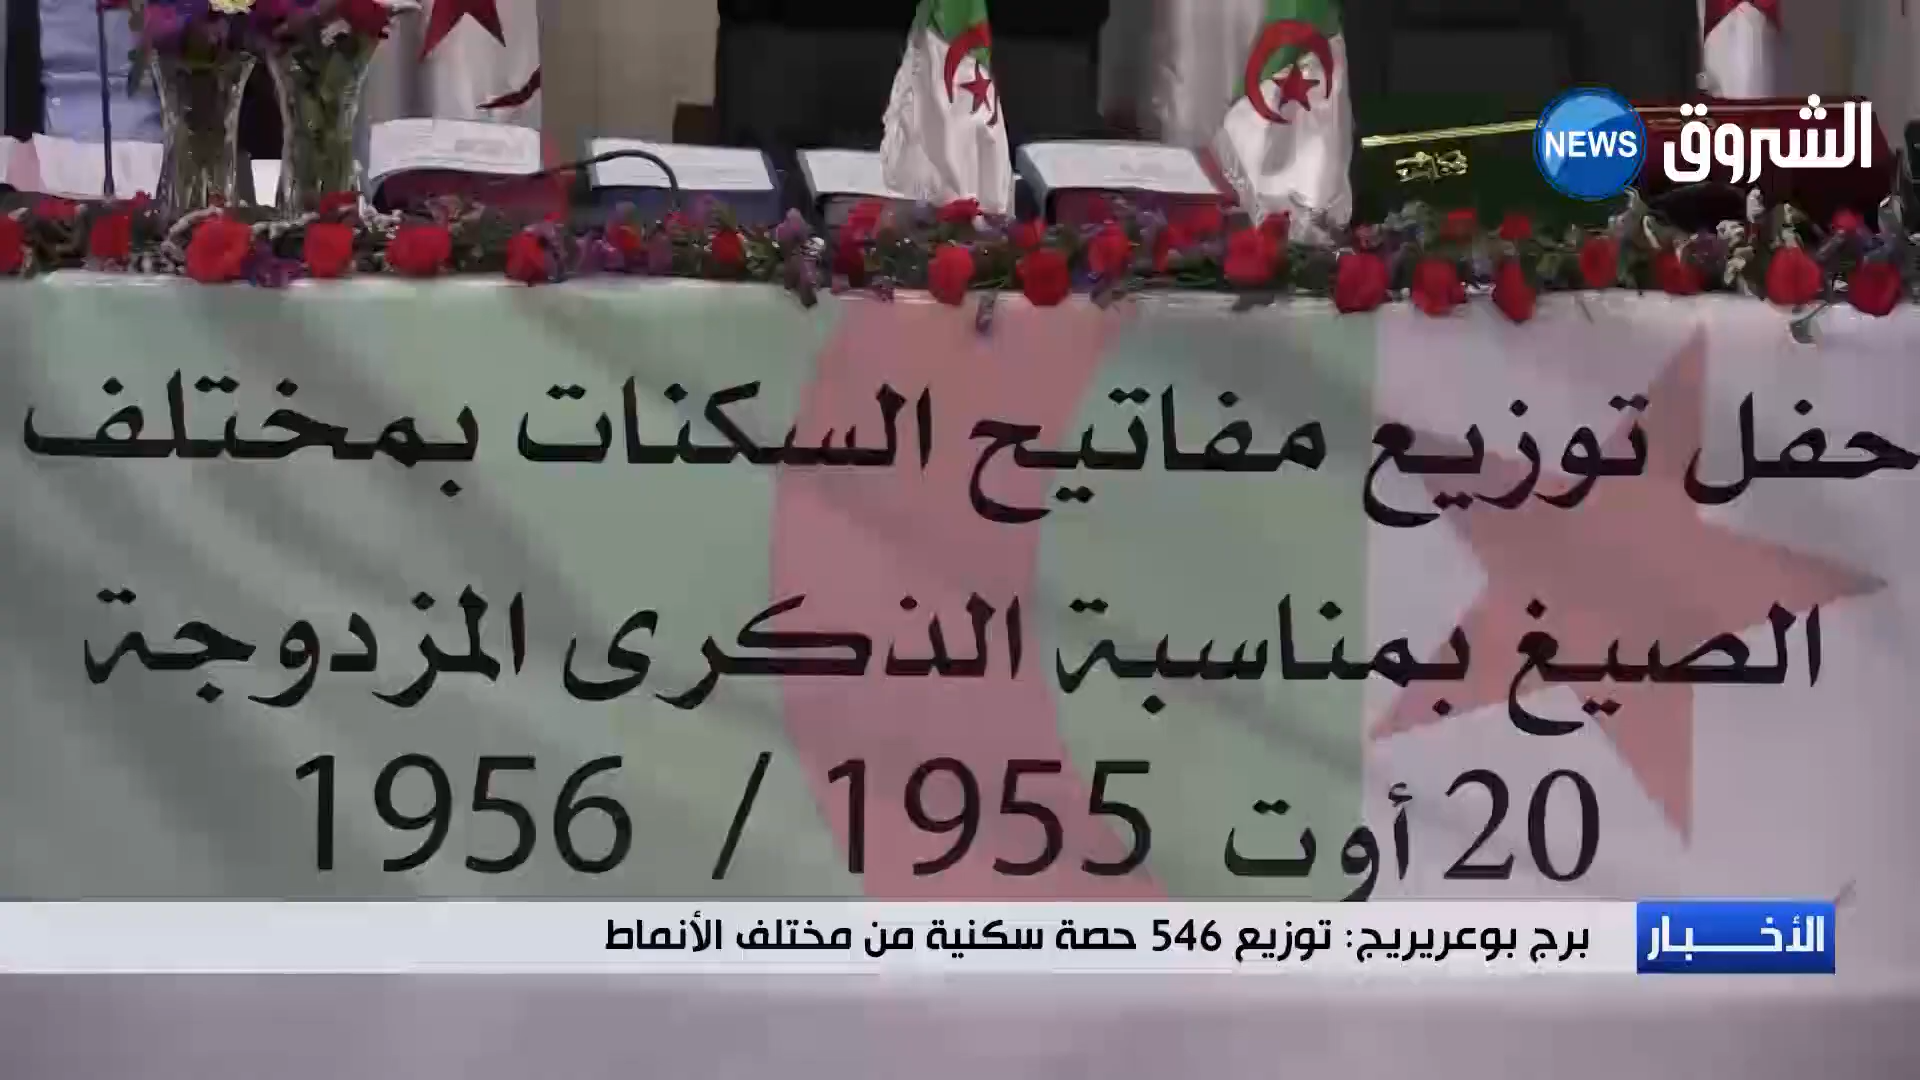 NEWS الشروق
حفل توزيع مفاتيح السكنات بمختلف
الصيغ بمناسبة الذكرى المزدوجة
20 أوت 1955 / 1956
الأخبار
برج بوعريريج: توزيع 546 حصة سكنية من مختلف الأنماط